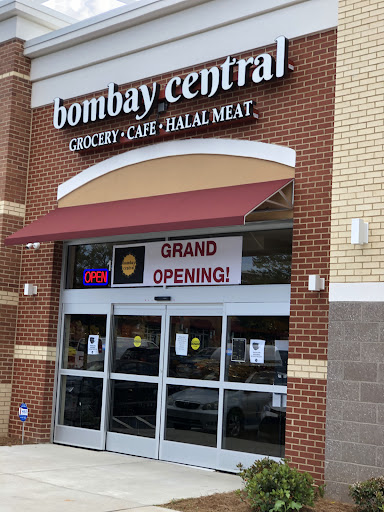 bombay central
GROCERY • CAFE • HALAL MEAT
GRAND
OPENING!
OPEN